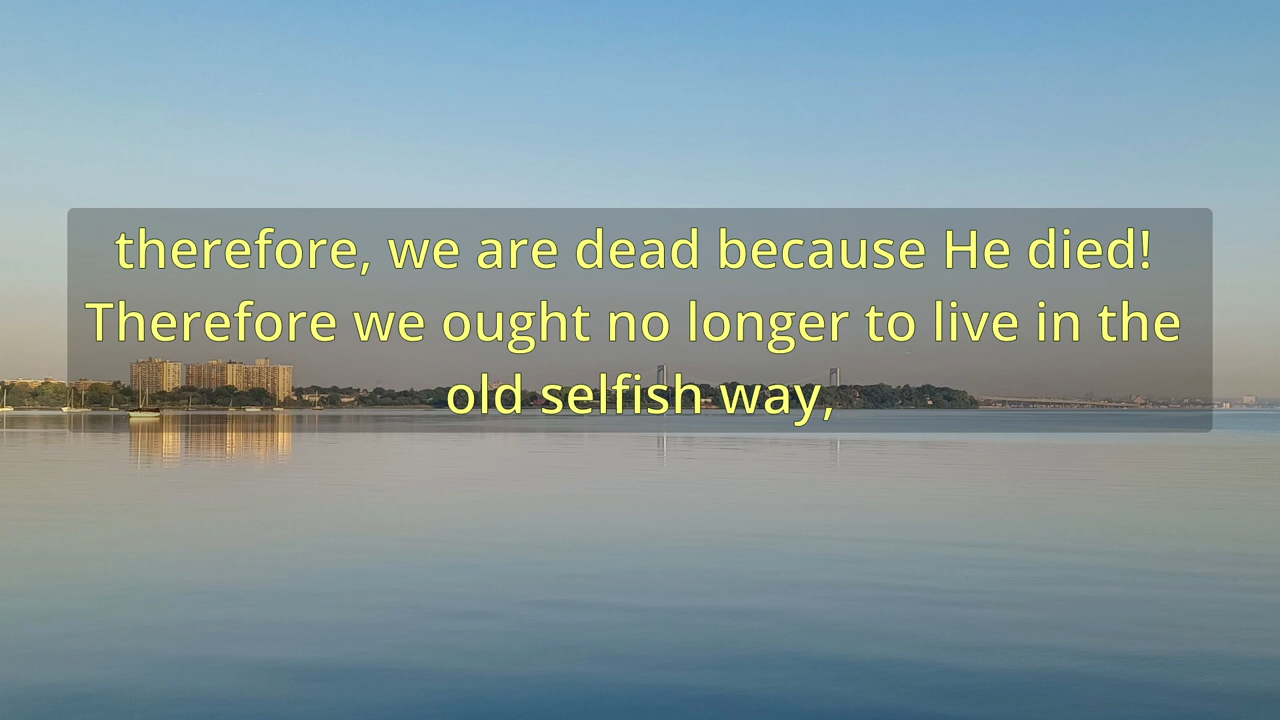 therefore, we are dead because He died!
Therefore we ought no longer to live in the
old selfish way,